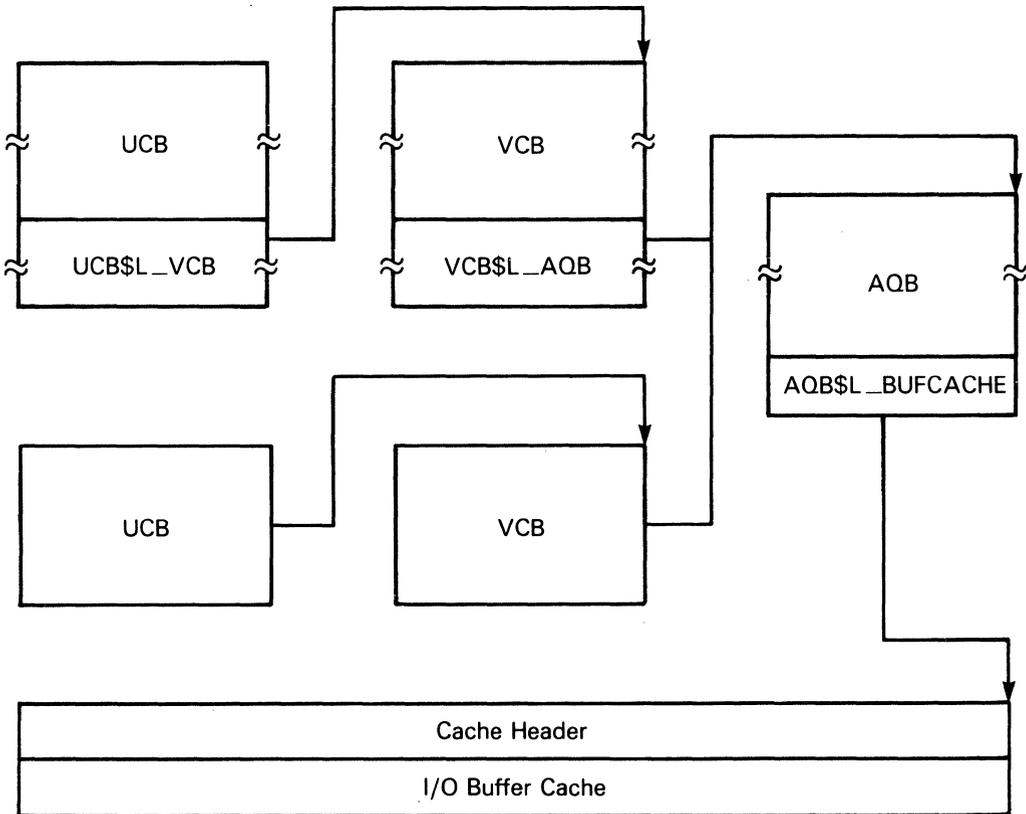 UCB
VCB
UCB$L_VCB
VCB$L_AQB
AQB
AQB$L_BUFCACHE
UCB
VCB
Cache Header
I/O Buffer Cache